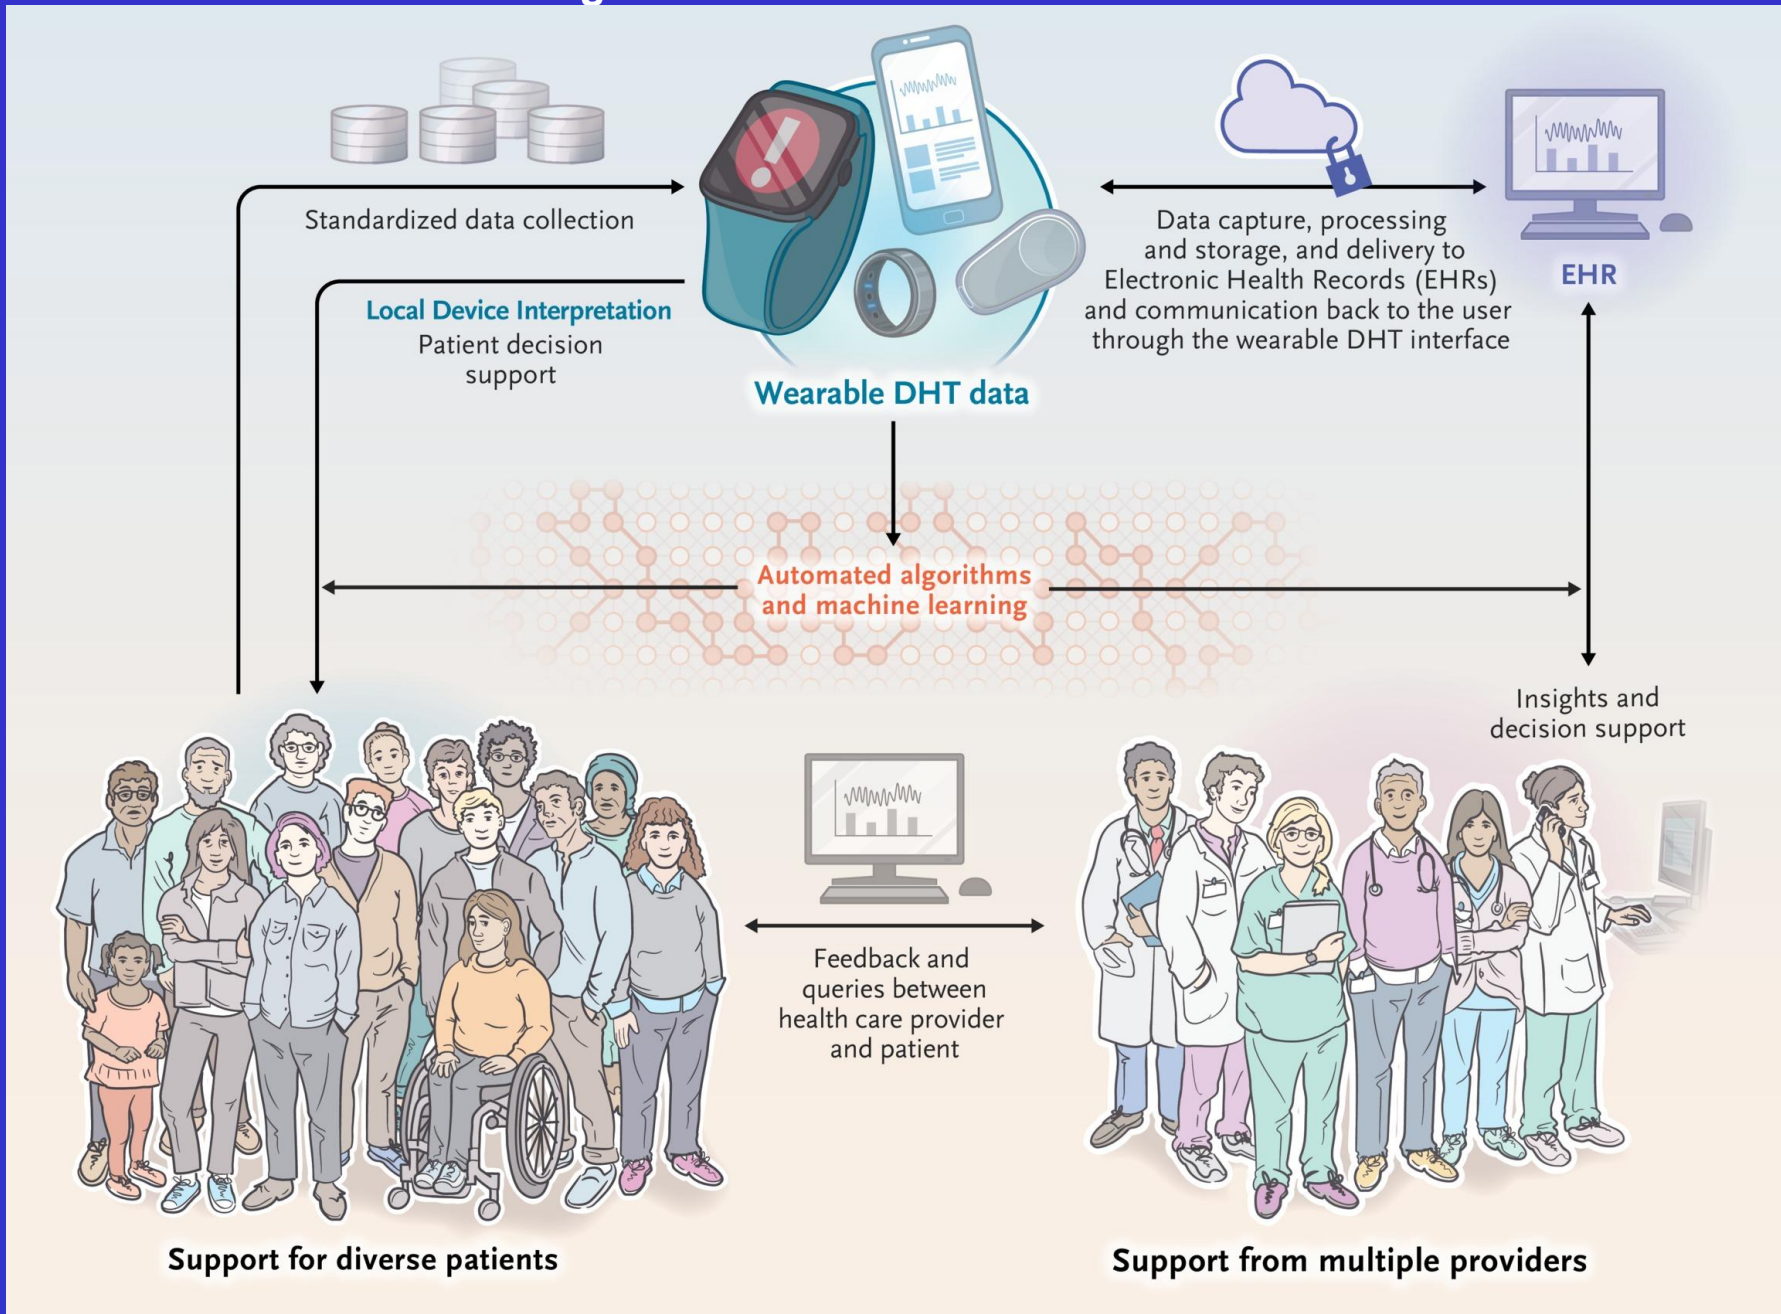 Standardized data collection
Local Device Interpretation
Patient decision
support
Wearable DHT data
Data capture, processing
and storage, and delivery to
Electronic Health Records (EHRs)
and communication back to the user
through the wearable DHT interface
EHR
Automated algorithms
and machine learning
Insights and
decision support
Feedback and
queries between
health care provider
and patient
Support for diverse patients
Support from multiple providers